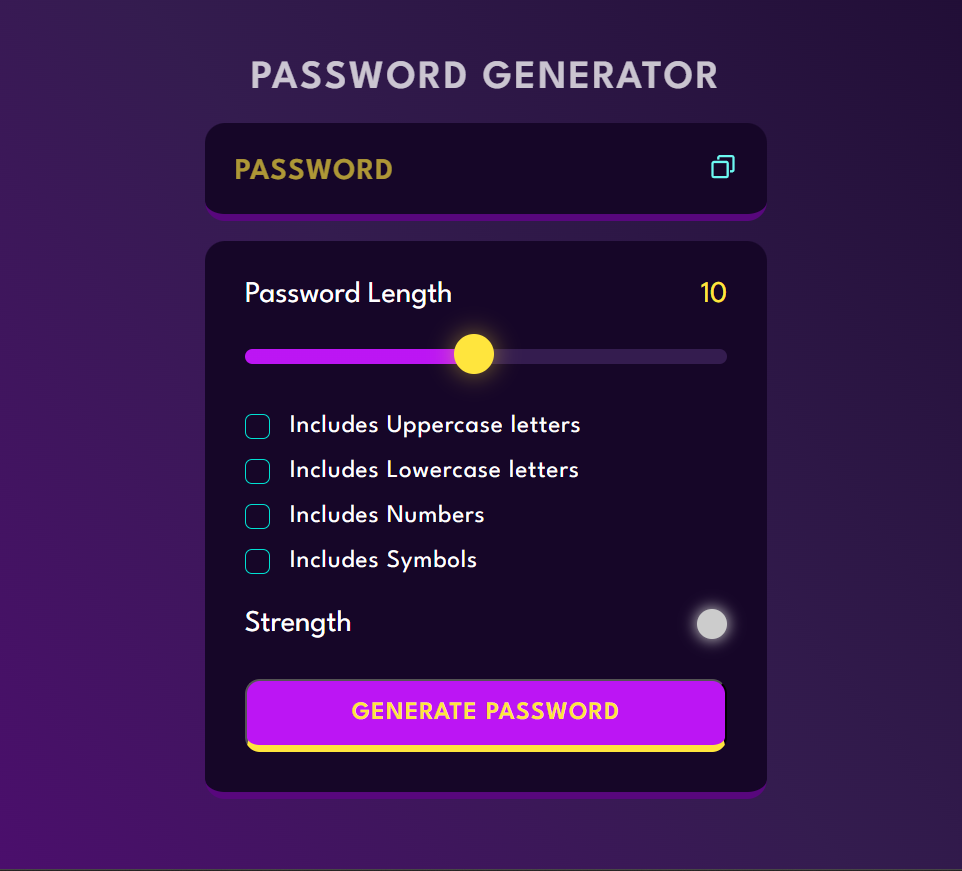 PASSWORD GENERATOR
PASSWORD
Password Length 10
Includes Uppercase letters
Includes Lowercase letters
Includes Numbers
Includes Symbols
Strength
GENERATE PASSWORD